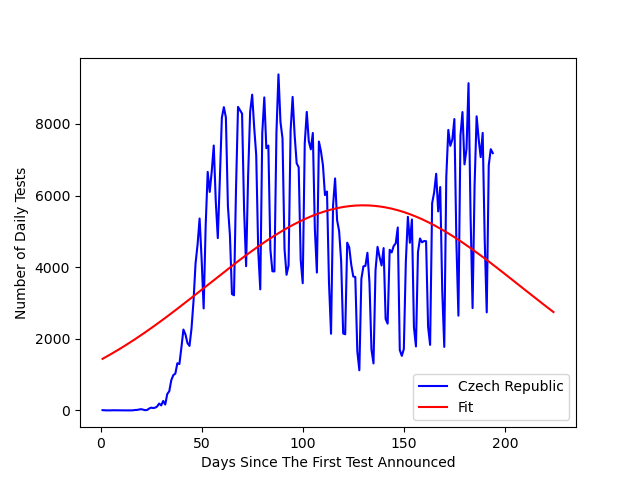 Number of Daily Tests
8000
6000
4000
2000
0
0
50
100
150
200
Days Since The First Test Announced
Czech Republic
Fit